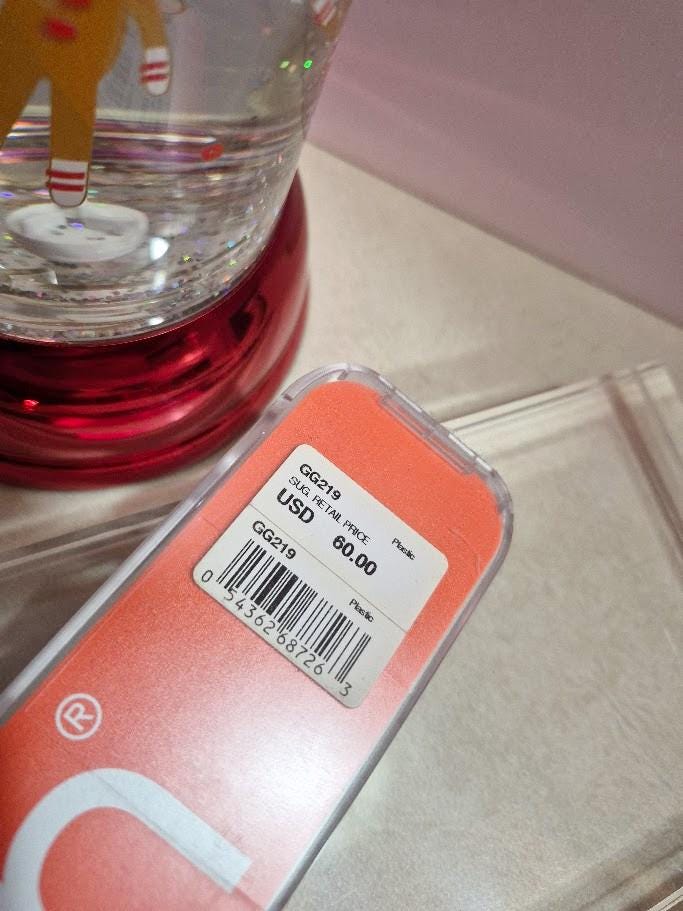 GG219
SUG. RETAIL PRICE
USD 60.00
Plastic
GG219
Plastic
0 54362 68726 3
®